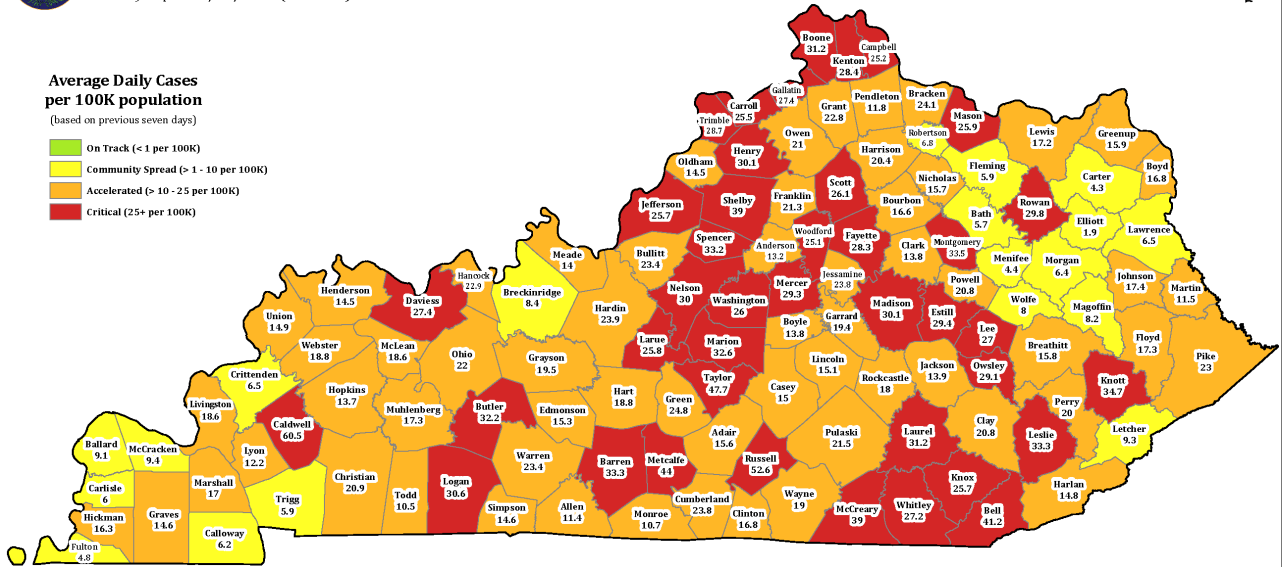 Average Daily Cases
per 100K population
(based on previous seven days)
On Track (< 1 per 100K)
Community Spread (> 1 - 10 per 100K)
Accelerated (> 10 - 25 per 100K)
Critical (25+ per 100K)
Boone
31.2
Kenton
28.4
Campbell
25.2
Gallatin
27.4
Carroll
25.5
Trimble
28.7
Grant
22.8
Pendleton
11.8
Bracken
24.1
Mason
25.9
Robertson
6.8
Lewis
17.2
Greenup
15.9
Boyd
16.8
Carter
4.3
Fleming
5.9
Owen
21
Henry
30.1
Oldham
14.5
Harrison
20.4
Nicholas
15.7
Scott
26.1
Bourbon
16.6
Bath
5.7
Rowan
29.8
Elliott
1.9
Lawrence
6.5
Jefferson
25.7
Shelby
39
Franklin
21.3
Woodford
25.1
Fayette
28.3
Clark
13.8
Montgomery
33.5
Menifee
4.4
Morgan
6.4
Johnson
17.4
Martin
11.5
Spencer
33.2
Anderson
13.2
Bullitt
23.4
Meade
14
Hancock
22.9
Breckinridge
8.4
Hardin
23.9
Nelson
30
Washington
26
Mercer
29.3
Jessamine
23.8
Madison
30.1
Powell
20.8
Wolfe
8
Magoffin
8.2
Floyd
17.3
Pike
23
Henderson
14.5
Daviess
27.4
Union
14.9
Webster
18.8
McLean
18.6
Ohio
22
Grayson
19.5
Larue
25.8
Marion
32.6
Boyle
13.8
Garrard
19.4
Estill
29.4
Lee
27
Breathitt
15.8
Crittenden
6.5
Hopkins
13.7
Muhlenberg
17.3
Butler
32.2
Edmonson
15.3
Hart
18.8
Green
24.8
Taylor
47.7
Casey
15
Lincoln
15.1
Rockcastle
18
Jackson
13.9
Owsley
29.1
Perry
20
Knott
34.7
Livingston
18.6
Caldwell
60.5
Lyon
12.2
Ballard
9.1
McCracken
9.4
Warren
23.4
Barren
33.3
Metcalfe
44
Adair
15.6
Russell
52.6
Pulaski
21.5
Laurel
31.2
Clay
20.8
Leslie
33.3
Letcher
9.3
Carlisle
6
Marshall
17
Trigg
5.9
Christian
20.9
Todd
10.5
Logan
30.6
Simpson
14.6
Allen
11.4
Monroe
10.7
Cumberland
23.8
Clinton
16.8
Wayne
19
McCreary
39
Whitley
27.2
Knox
25.7
Bell
41.2
Harlan
14.8
Hickman
16.3
Graves
14.6
Calloway
6.2
Fulton
4.8